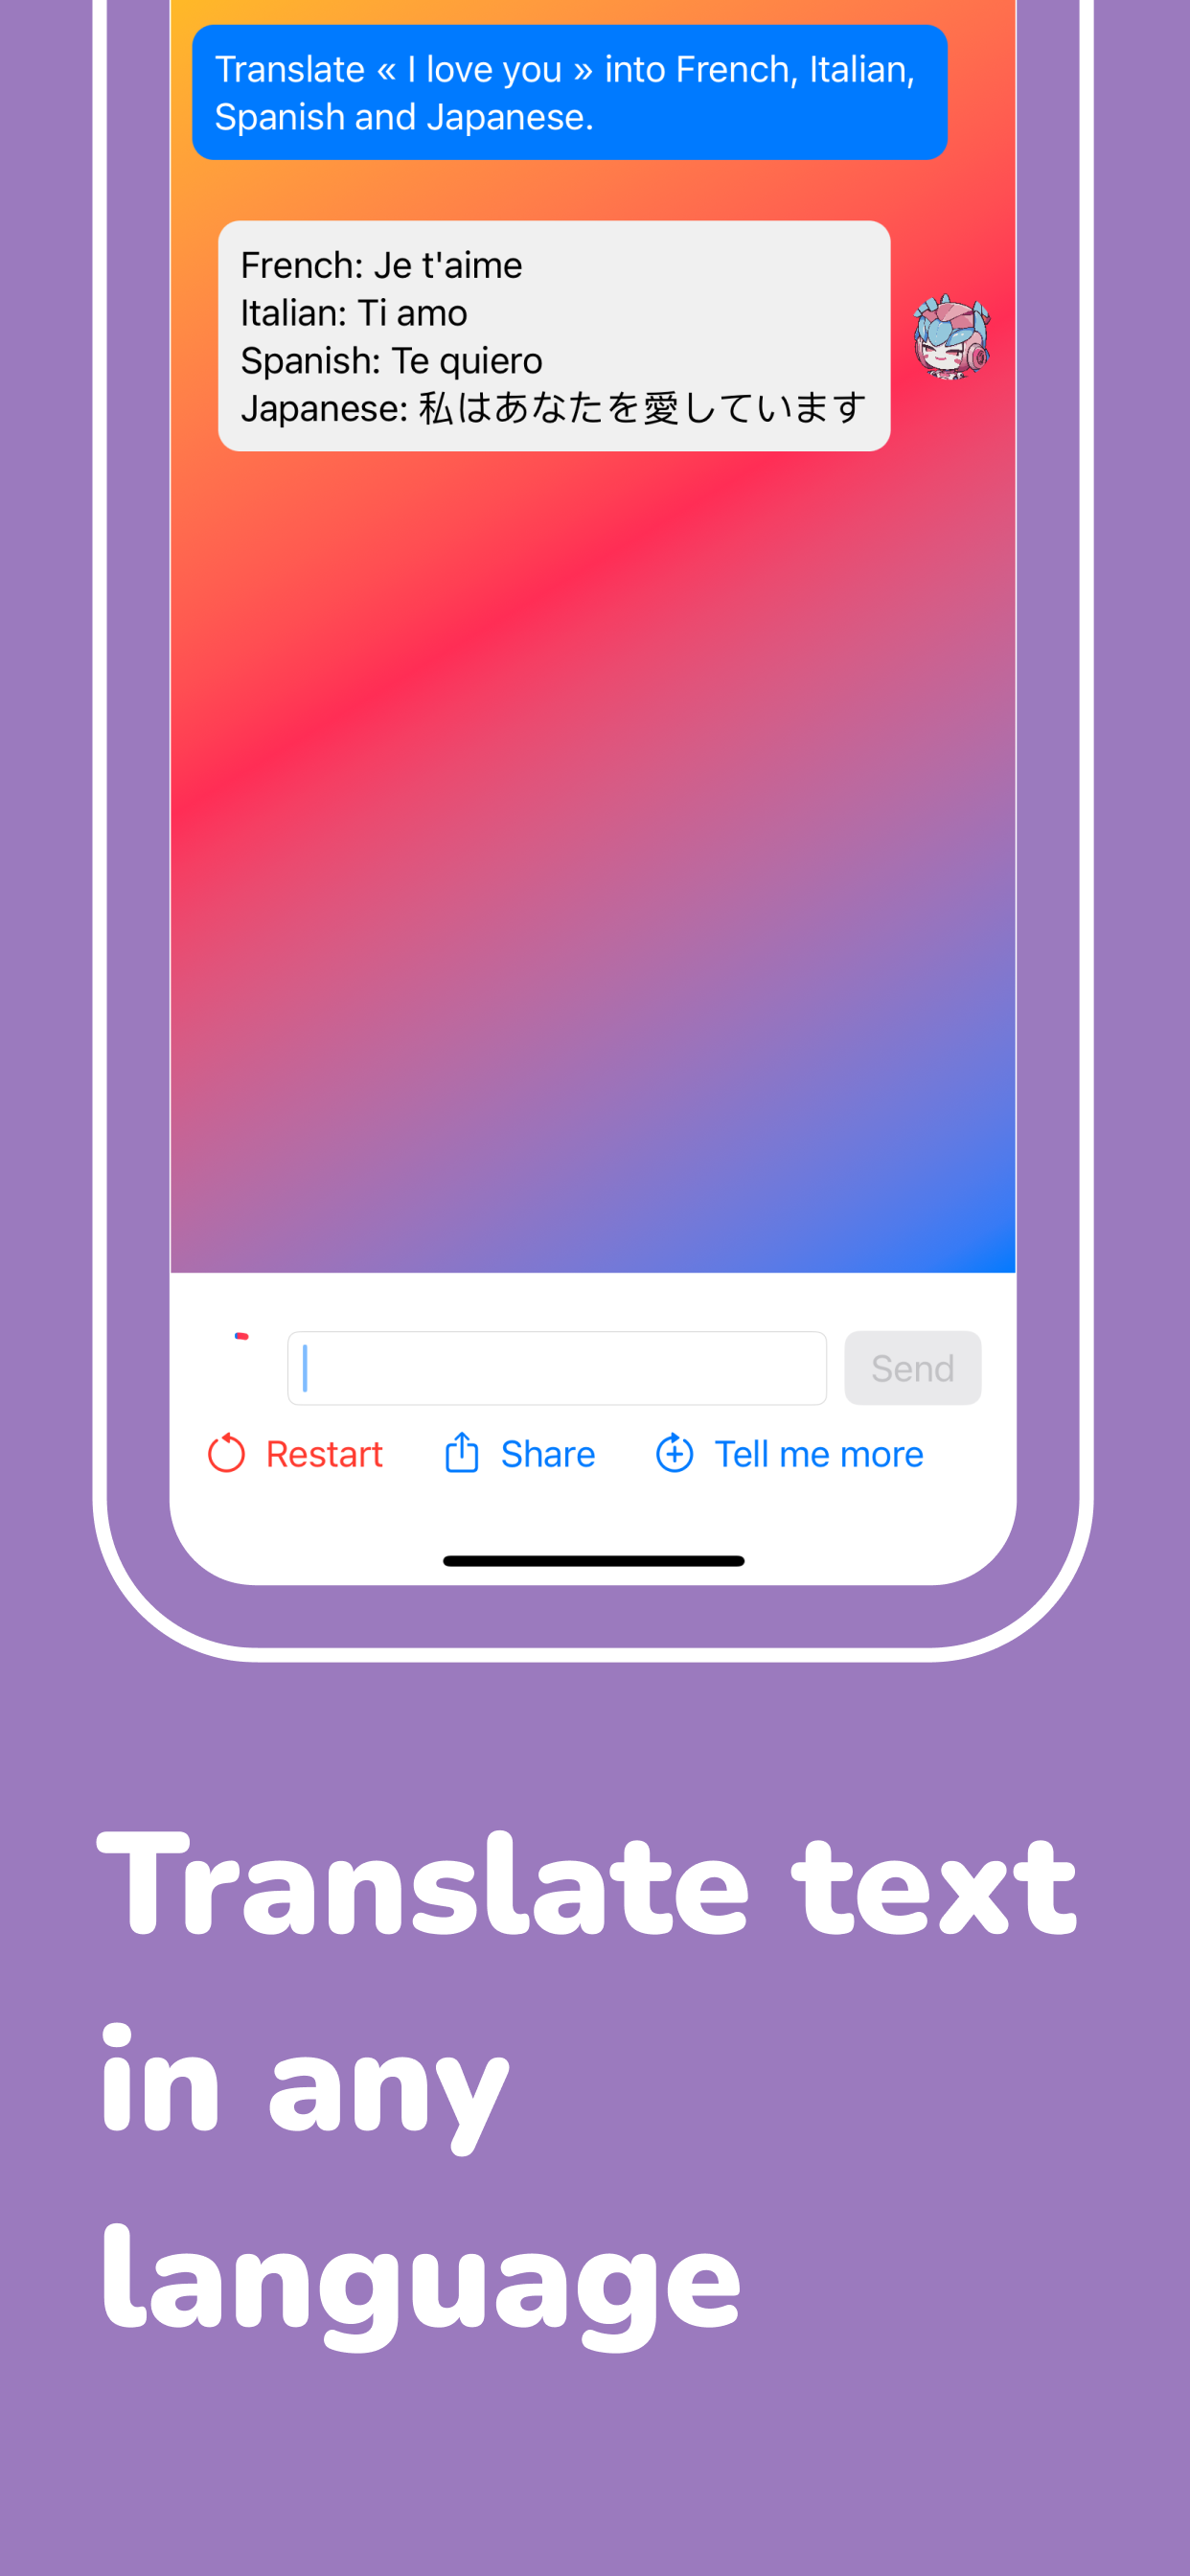 Translate « I love you » into French, Italian,
Spanish and Japanese.
French: Je t'aime
Italian: Ti amo
Spanish: Te quiero
Japanese: 私はあなたを愛しています
Send
Restart
Share
Tell me more
Translate text
in any
language